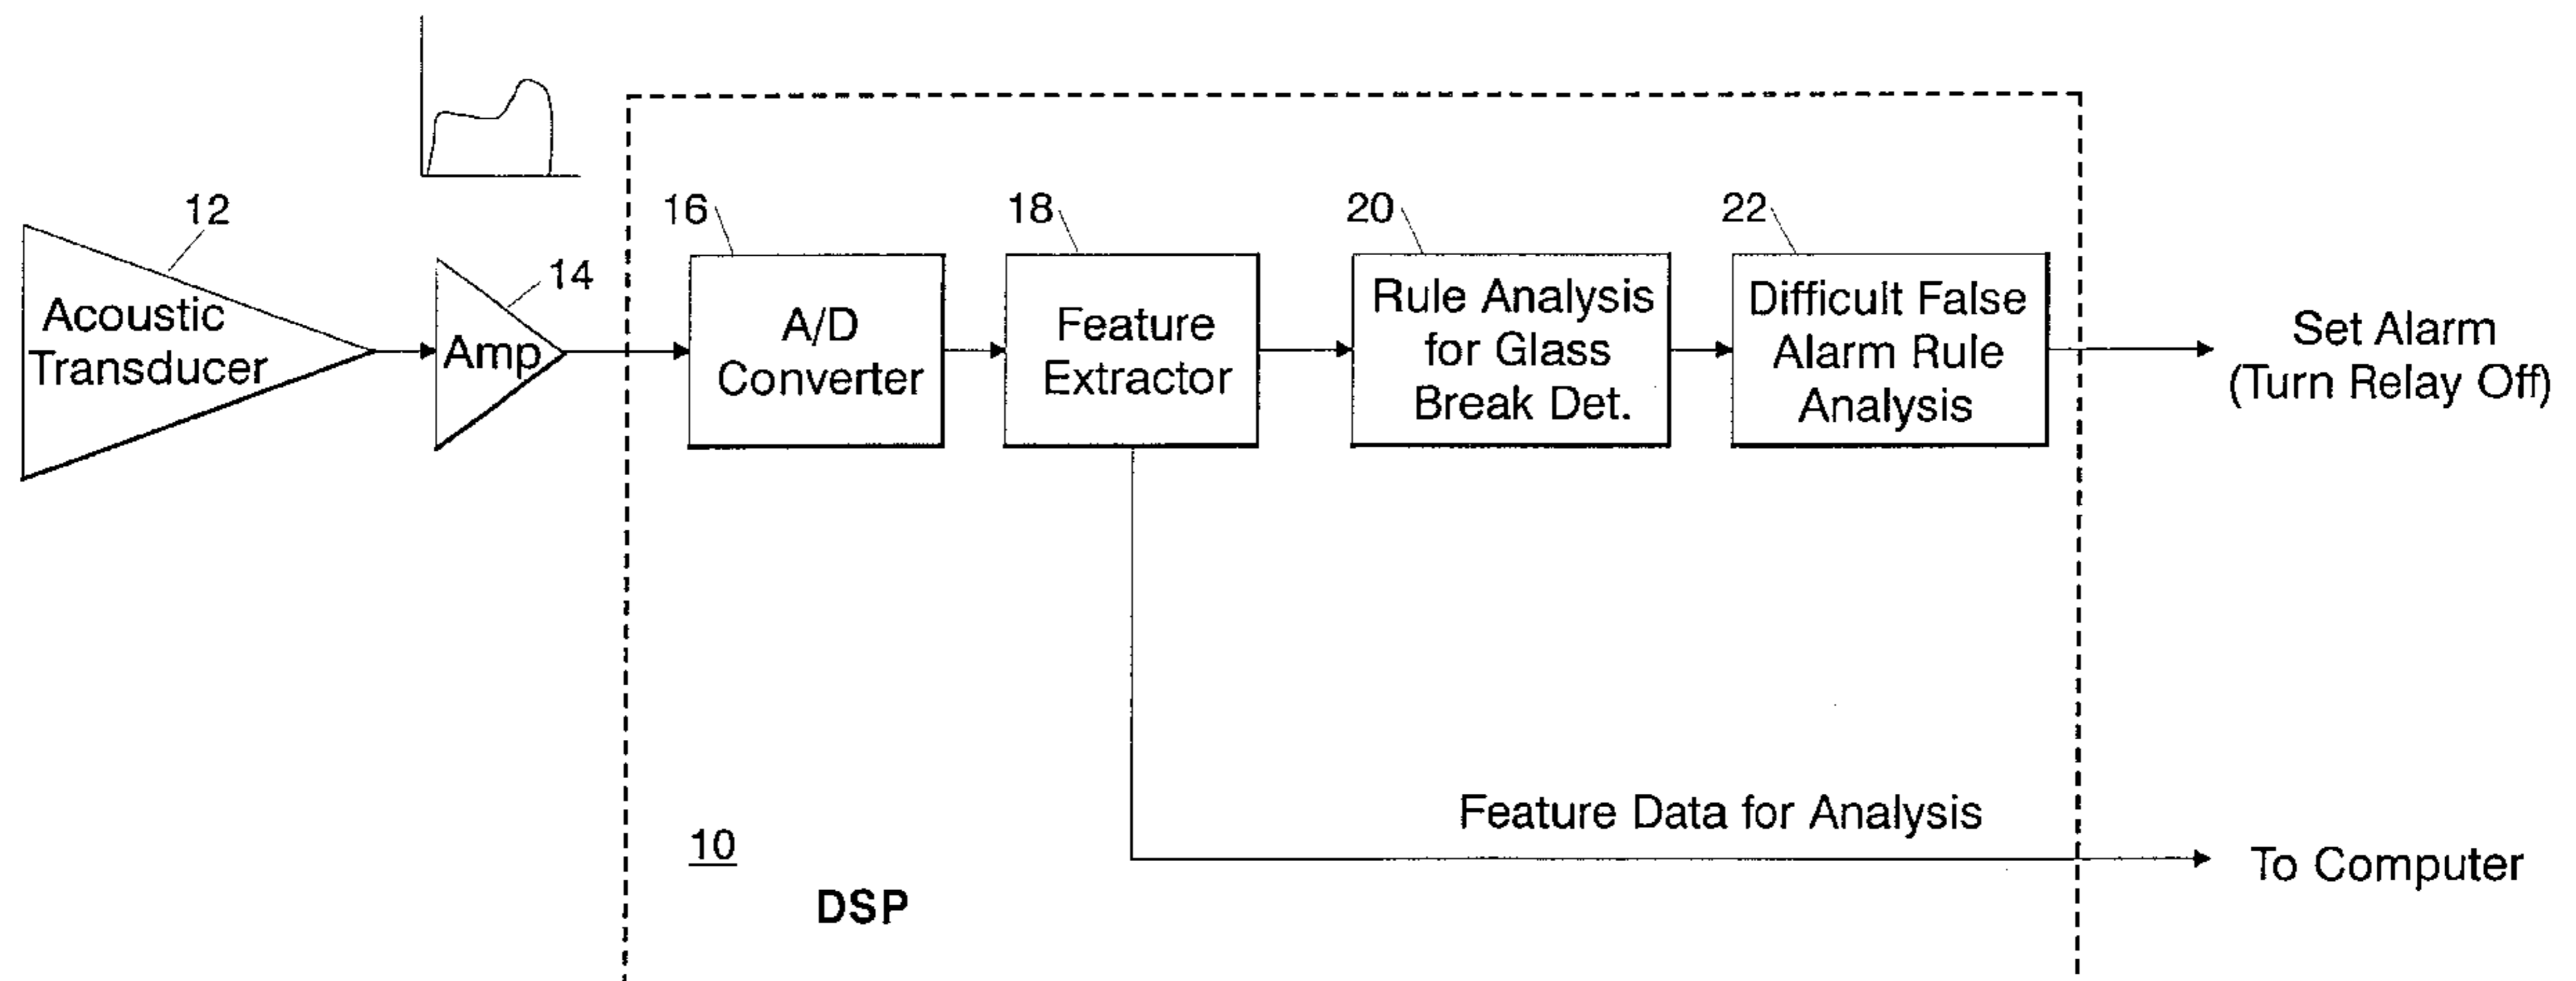 12
Acoustic
Transducer
14
Amp
16
A/D
Converter
18
Feature
Extractor
20
Rule Analysis
for Glass
Break Det.
22
Difficult False
Alarm Rule
Analysis
Set Alarm
(Turn Relay Off)
Feature Data for Analysis
To Computer
10
DSP